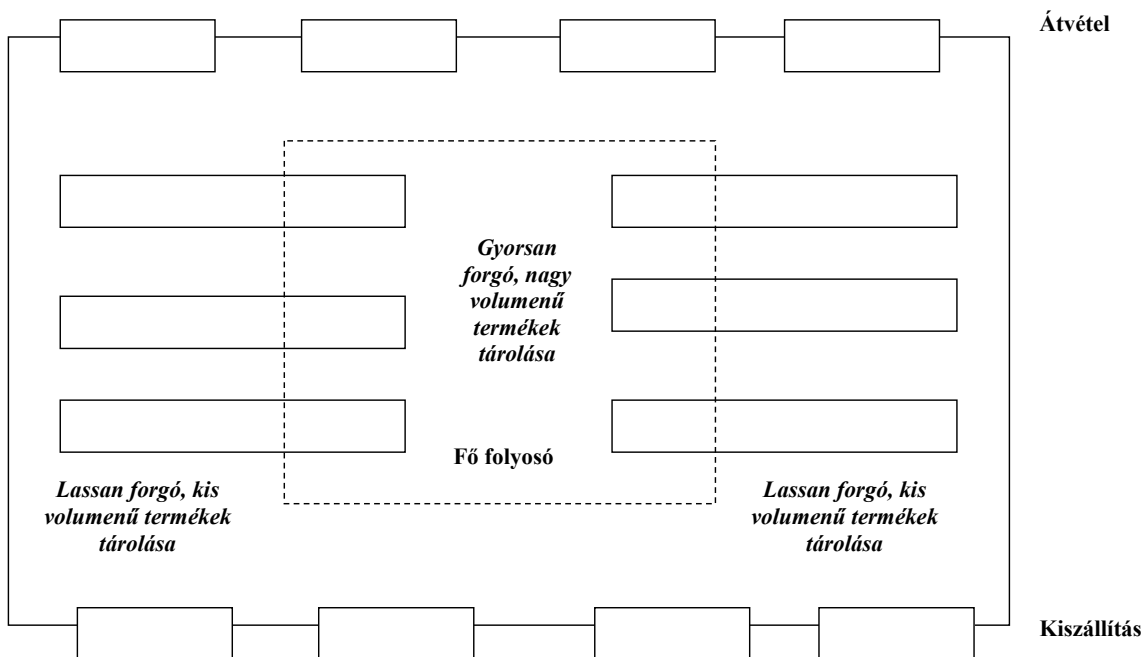 Átvétel
Gyorsan
forgó, nagy
volumenű
termékek
tárolása
Fő folyosó
Lassan forgó, kis
volumenű termékek
tárolása
Lassan forgó, kis
volumenű termékek
tárolása
Kiszállítás